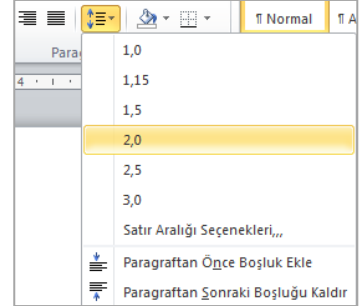 ¶ Normal ¶ A
Para
4
1,0
1,15
1,5
2,0
2,5
3,0
Satır Aralığı Seçenekleri,,,
Paragraftan Önce Boşluk Ekle
Paragraftan Sonraki Boşluğu Kaldır